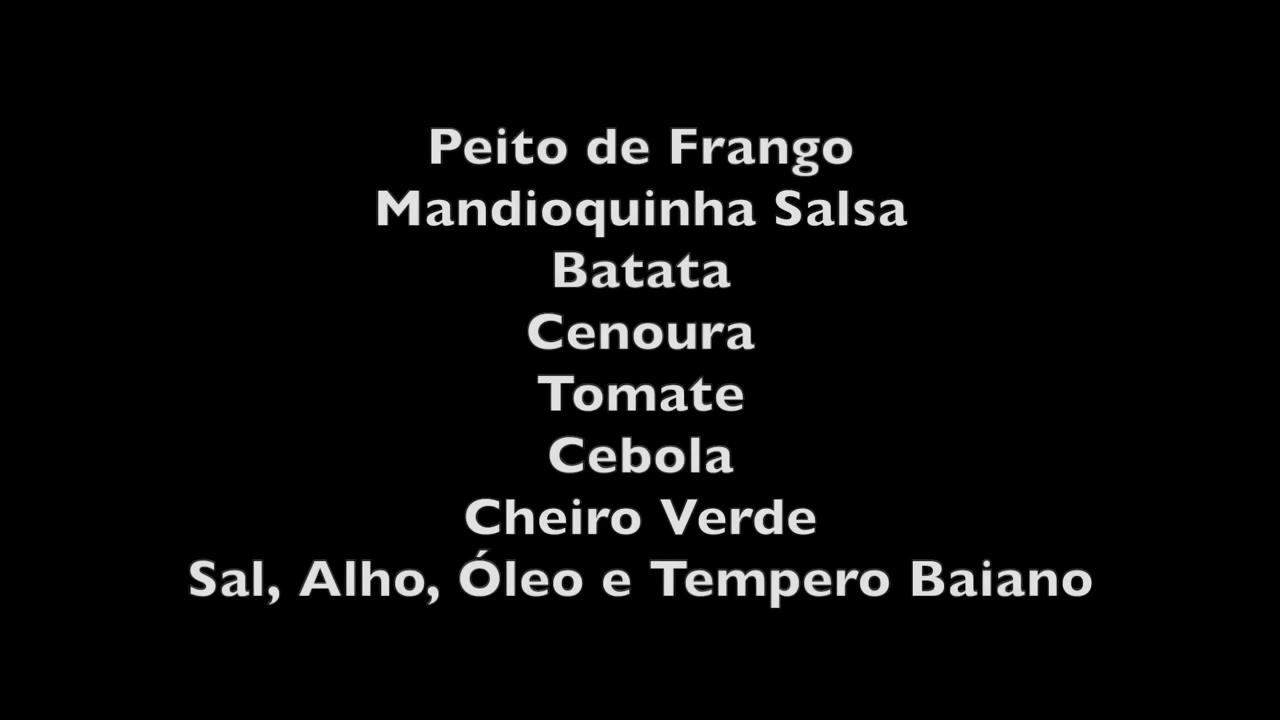 Peito de Frango
Mandioquinha Salsa
Batata
Cenoura
Tomate
Cebola
Cheiro Verde
Sal, Alho, Óleo e Tempero Baiano